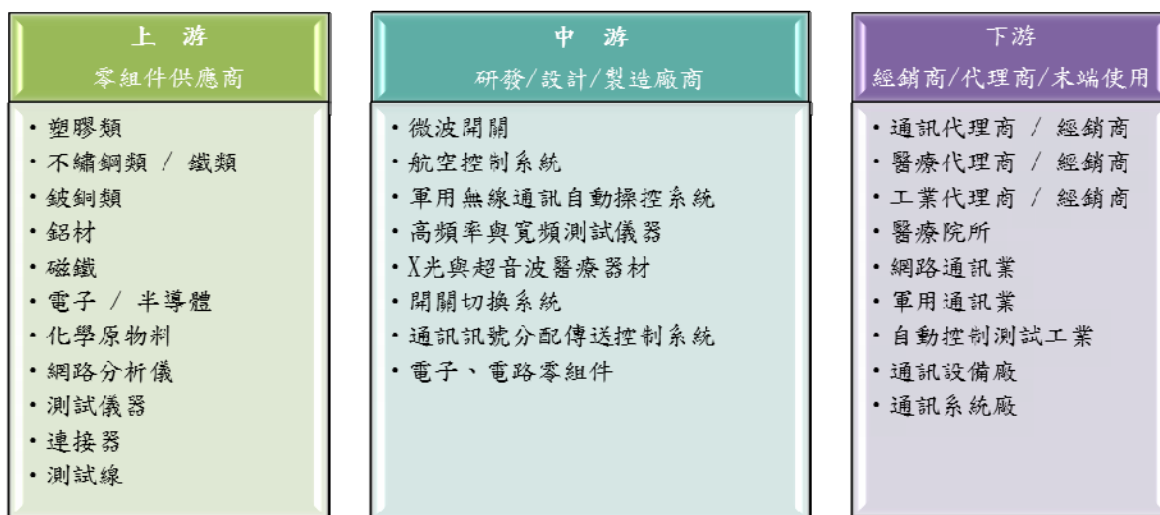 上 游
零組件供應商
・塑膠類
・不繡鋼類 / 鐵類
・鈹銅類
・鋁材
・磁鐵
・電子 / 半導體
・化學原物料
・網路分析儀
・測試儀器
・連接器
・測試線
中 游
研發/設計/製造廠商
・微波開關
・航空控制系統
・軍用無線通訊自動操控系統
・高頻率與寬頻測試儀器
・X光與超音波醫療器材
・開關切換系統
・通訊訊號分配傳送控制系統
・電子、電路零組件
下游
經銷商/代理商/末端使用
・通訊代理商 / 經銷商
・醫療代理商 / 經銷商
・工業代理商 / 經銷商
・醫療院所
・網路通訊業
・軍用通訊業
・自動控制測試工業
・通訊設備廠
・通訊系統廠